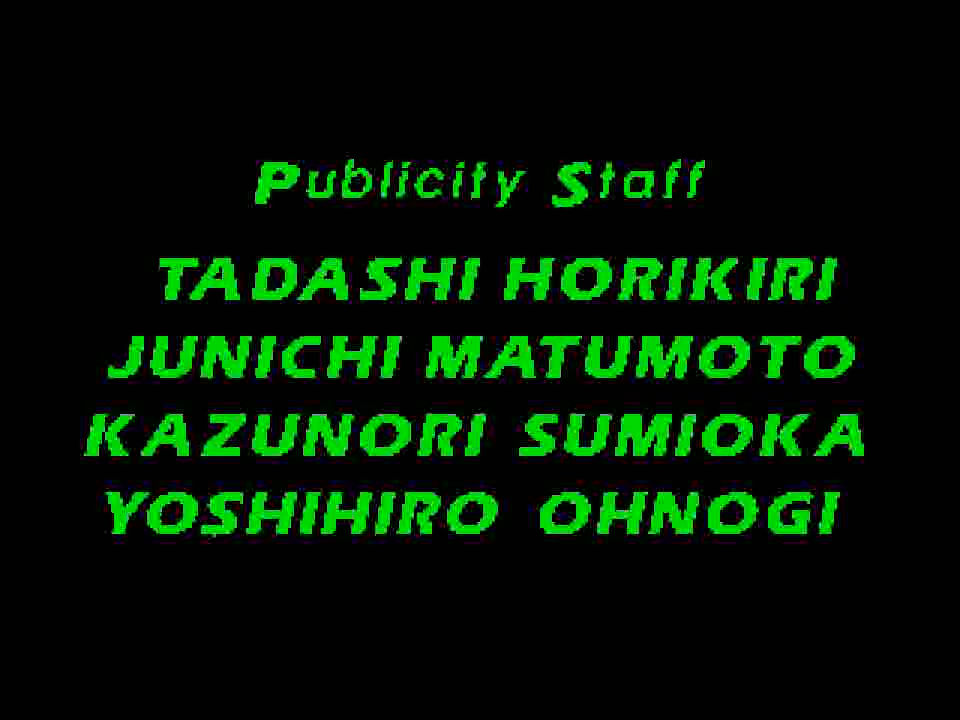 Publicity Staff
TADASHI HORIKIRI
JUNICHI MATUMOTO
KAZUNORI SUMIOKA
YOSHIHIRO OHNOGI